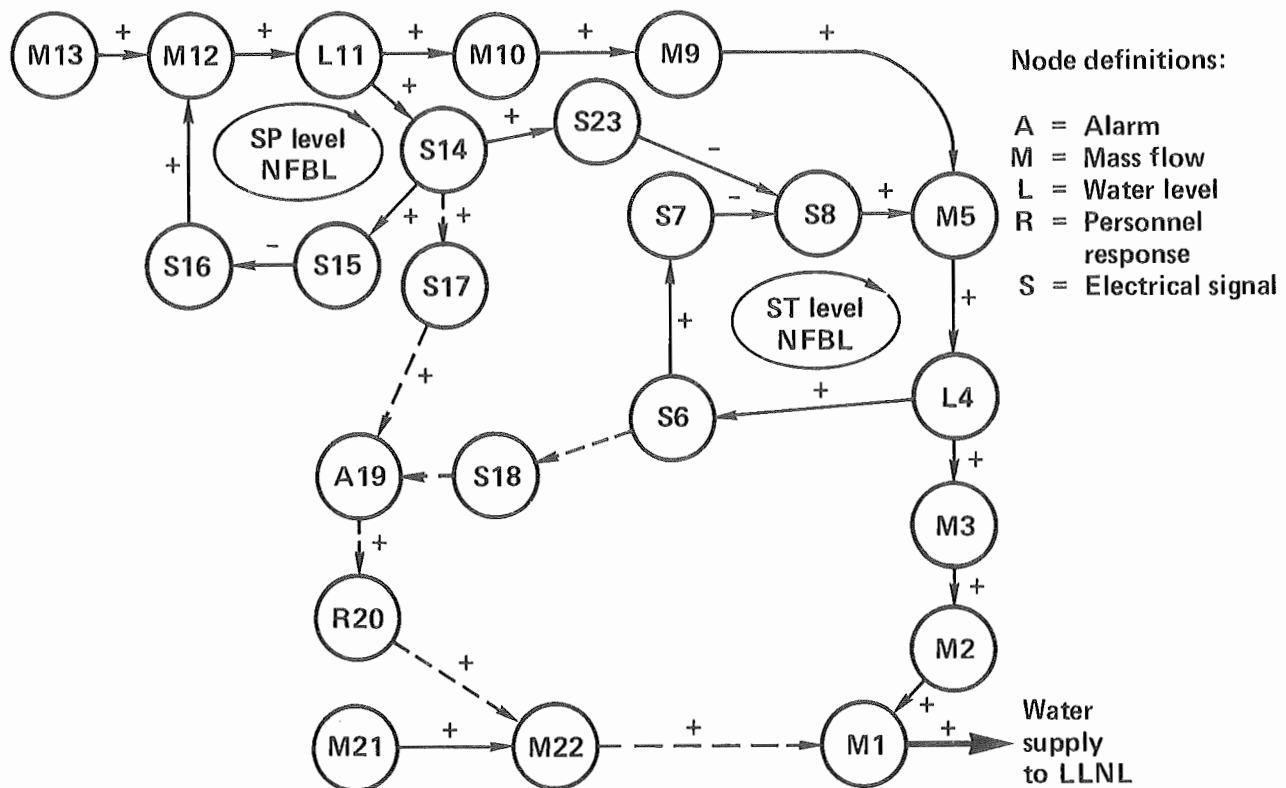 M13
+
M12
+
L11
+
M10
+
M9
+
Node definitions:
A = Alarm
M = Mass flow
L = Water level
R = Personnel
response
S = Electrical signal
+
S14
+
S23
-
SP level
NFBL
+
S16
-
S15
+
+
S17
S7
-
S8
+
M5
+
ST level
NFBL
+
+
S6
+
L4
+
A19
S18
M3
+
+
R20
M2
+
+
M21
+
M22
+
M1
+
Water
supply
to LLNL